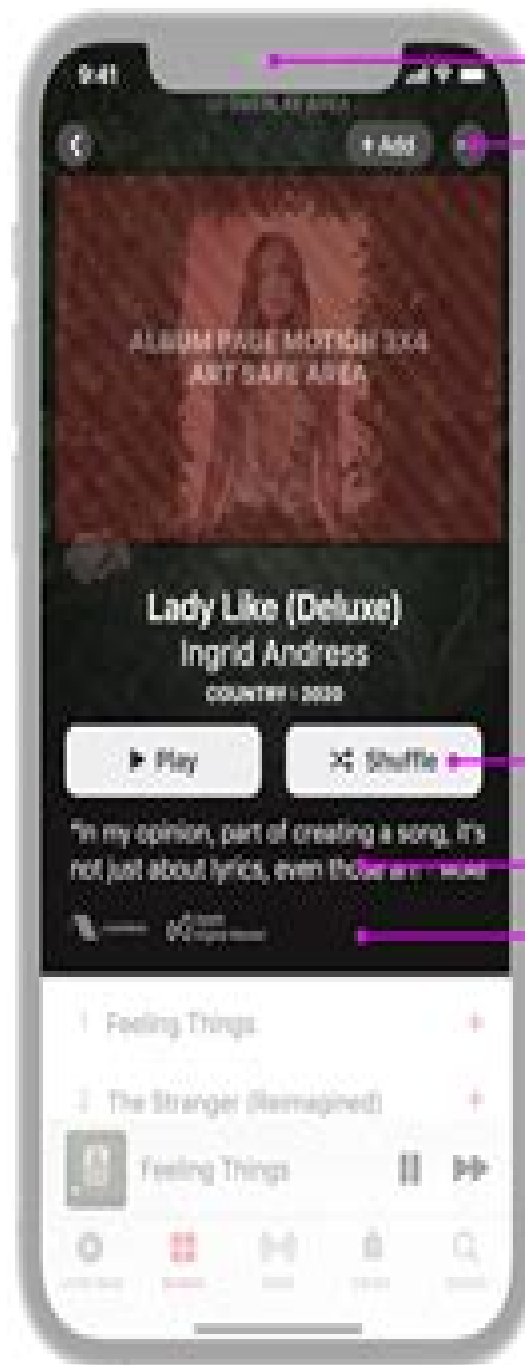 9:41
+ Add
ALBUM PAGE MOTION 3X4
ART SAFE AREA
Lady Like (Deluxe)
Ingrid Andress
COUNTRY · 2020
Play
Shuffle
"In my opinion, part of creating a song, it's
not just about lyrics, even those
1 Feeling Things
2 The Stranger (Reimagined)
Feeling Things